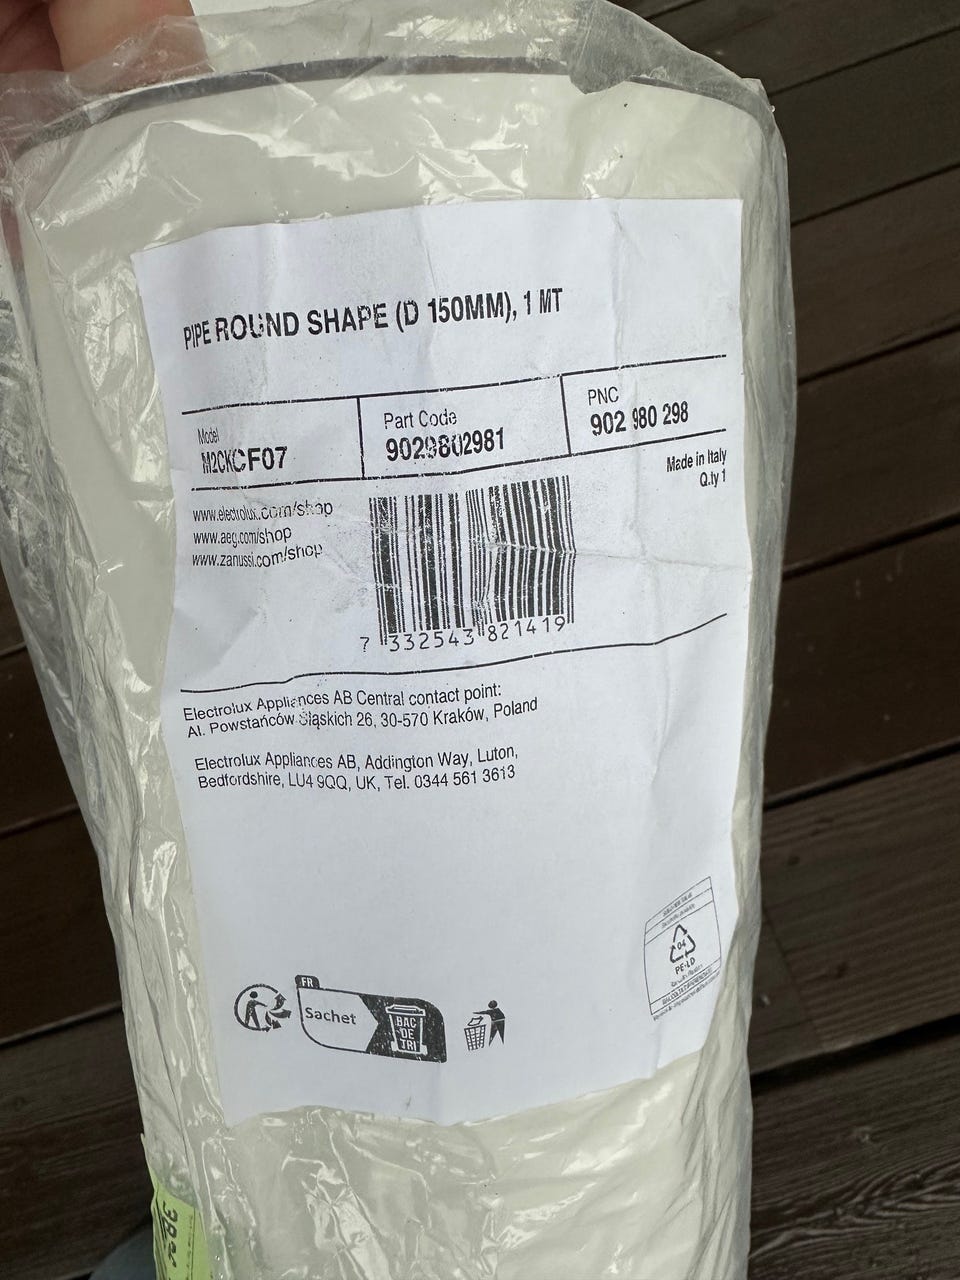 PIPE ROUND SHAPE (D 150MM), 1 MT
Model
M2CKCF07
Part Code
9029802981
PNC
902 980 298
Made in Italy
Q.ty 1
www.electrolux.com/shop
www.aeg.com/shop
www.zanussi.com/shop
7 332543 821419
Electrolux Appliances AB Central contact point:
Al. Powstańców Śląskich 26, 30-570 Kraków, Poland
Electrolux Appliances AB, Addington Way, Luton,
Bedfordshire, LU4 9QQ, UK, Tel. 0344 561 3613
04
PE-LD
FR
Sachet
BAC
DE
TRI